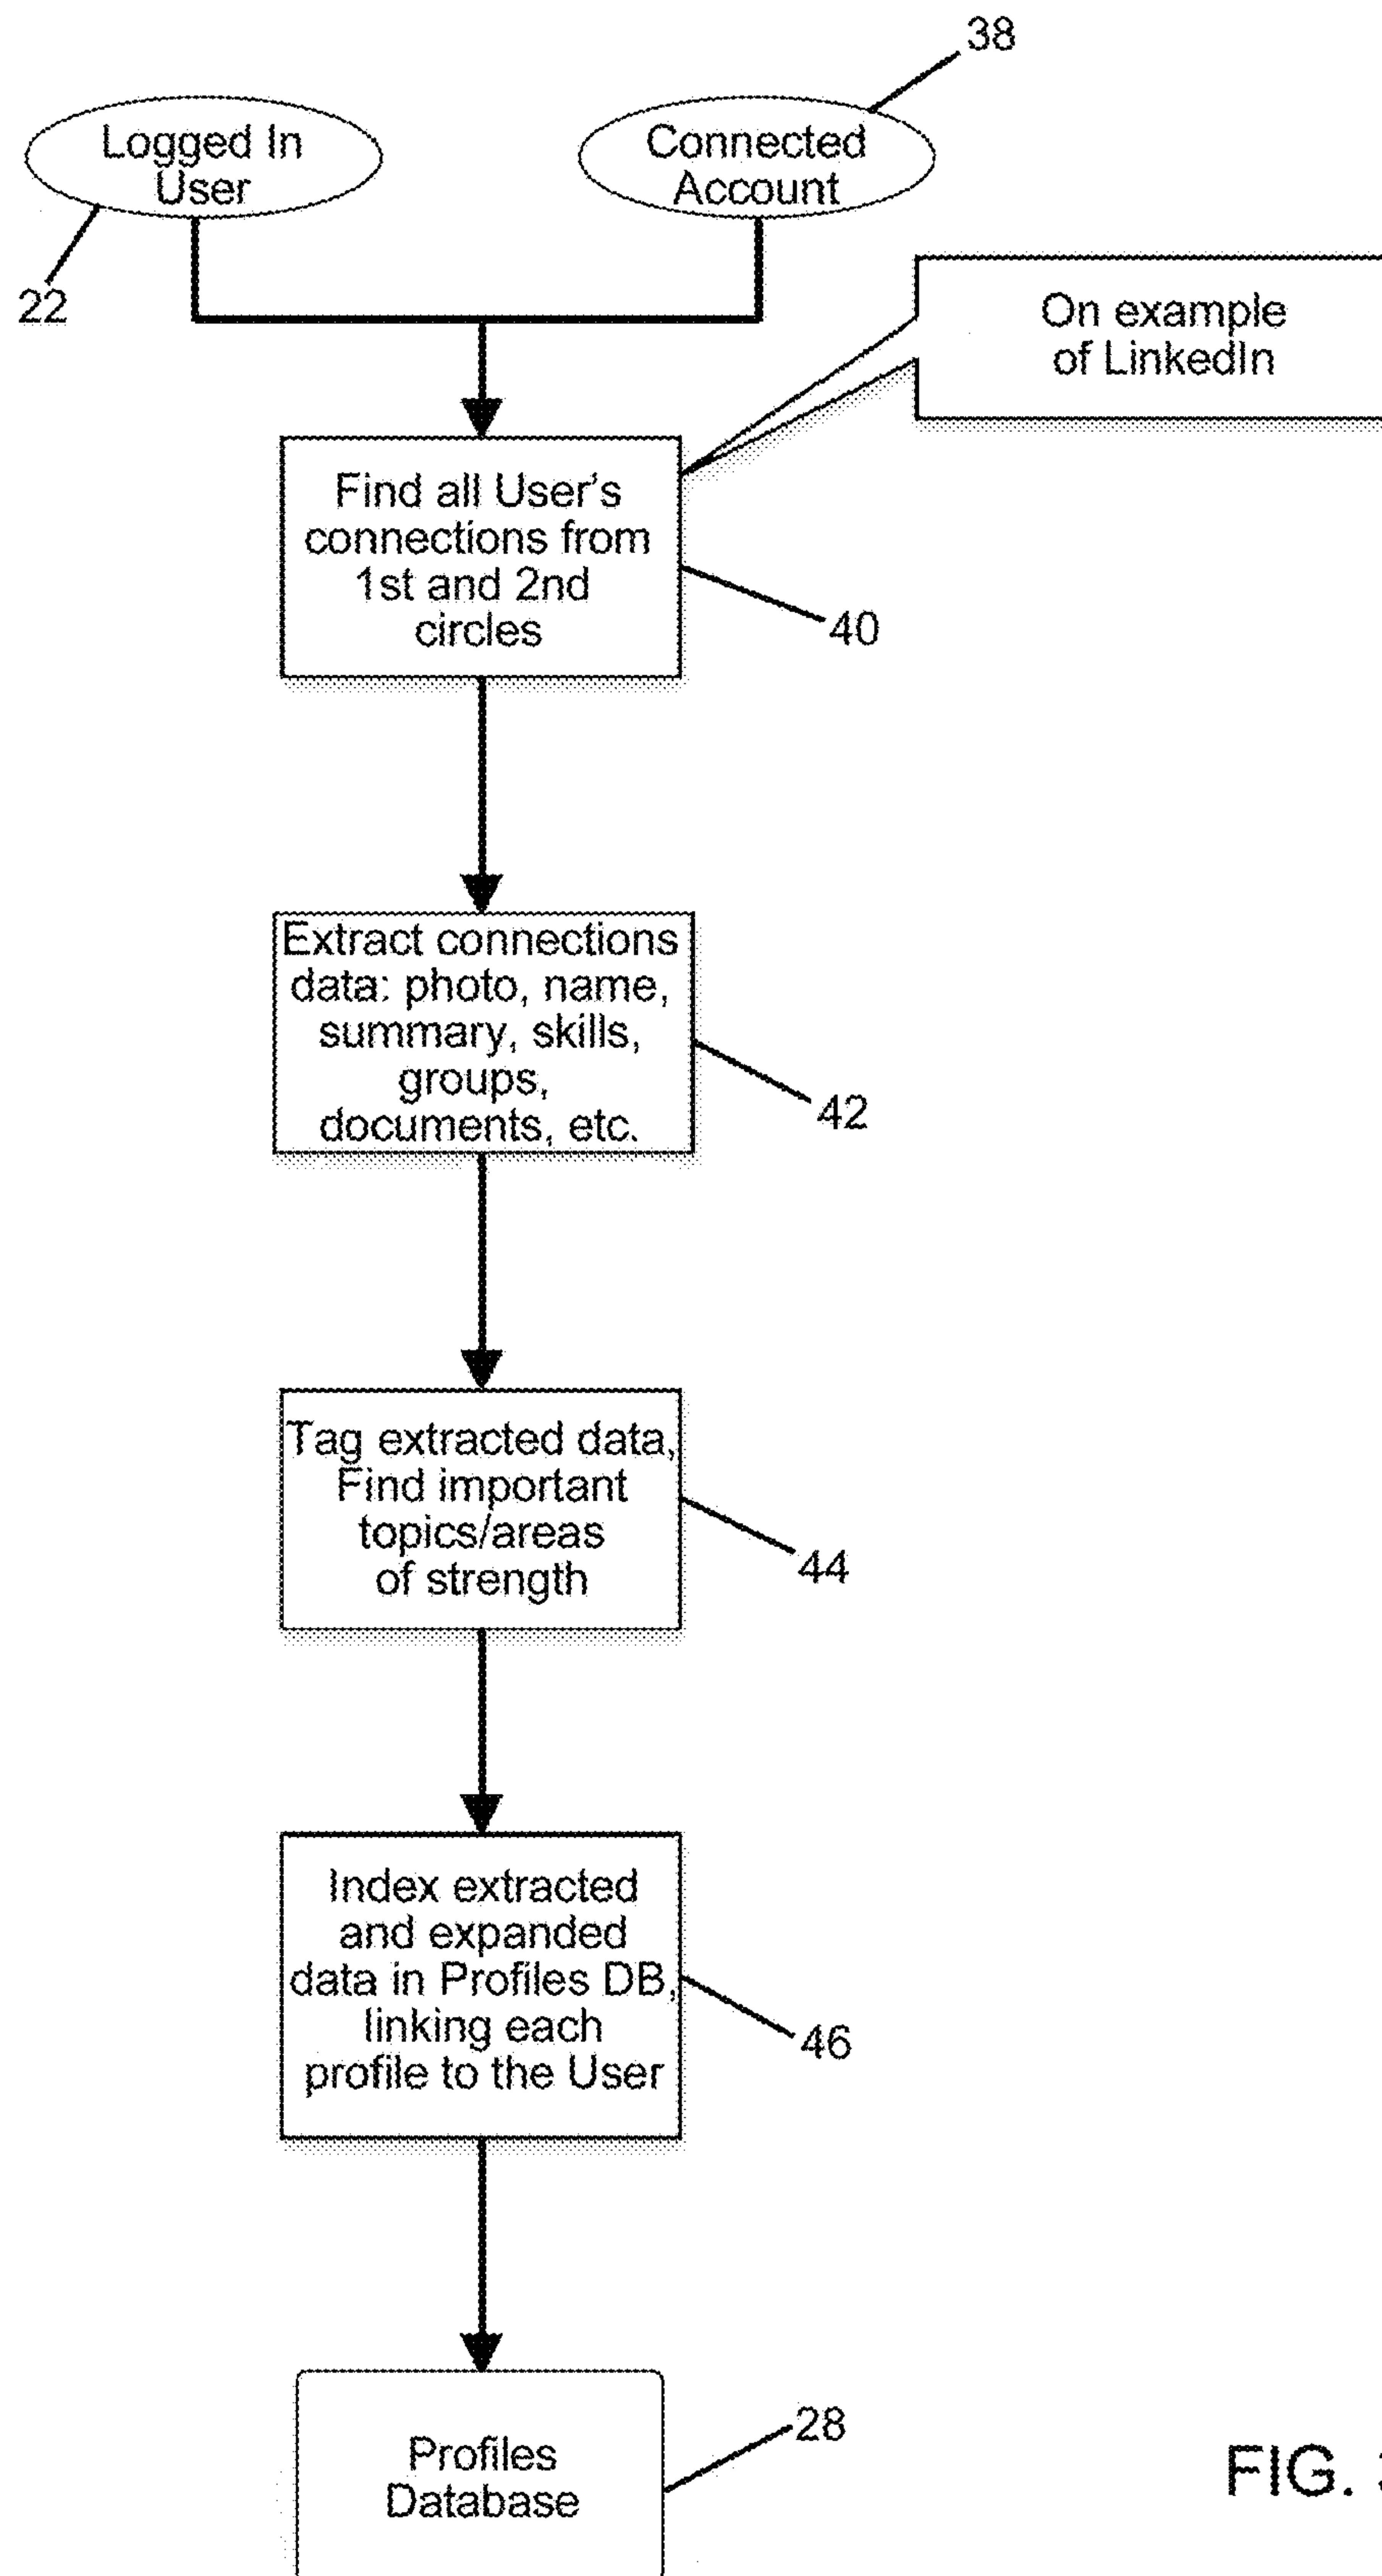 38
Logged In
User
Connected
Account
22
On example
of LinkedIn
Find all User's
connections from
1st and 2nd
circles
40
Extract connections
data: photo, name,
summary, skills,
groups,
documents, etc.
42
Tag extracted data,
Find important
topics/areas
of strength
44
Index extracted
and expanded
data in Profiles DB,
linking each
profile to the User
46
Profiles
Database
28
FIG.